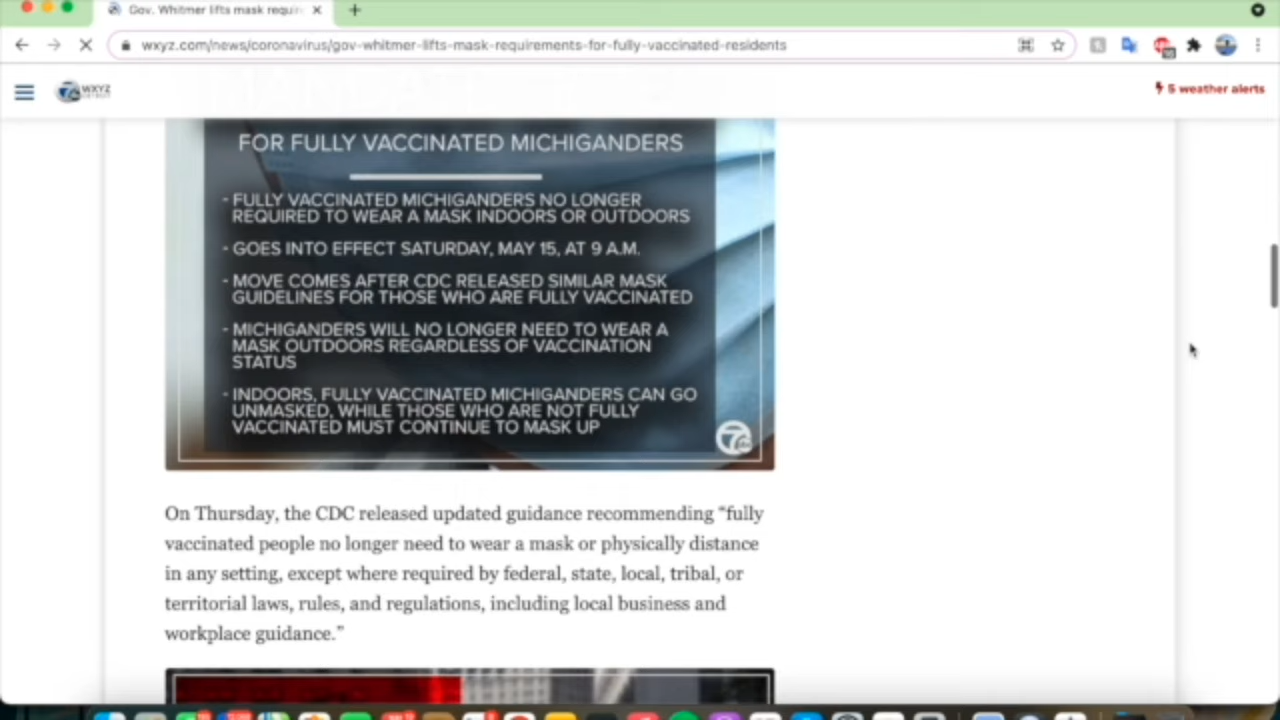 Gov. Whitmer lifts mask requir
wxyz.com/news/coronavirus/gov-whitmer-lifts-mask-requirements-for-fully-vaccinated-residents
WXYZ
DETROIT
5 weather alerts
FOR FULLY VACCINATED MICHIGANDERS
- FULLY VACCINATED MICHIGANDERS NO LONGER
REQUIRED TO WEAR A MASK INDOORS OR OUTDOORS
- GOES INTO EFFECT SATURDAY, MAY 15, AT 9 A.M.
- MOVE COMES AFTER CDC RELEASED SIMILAR MASK
GUIDELINES FOR THOSE WHO ARE FULLY VACCINATED
- MICHIGANDERS WILL NO LONGER NEED TO WEAR A
MASK OUTDOORS REGARDLESS OF VACCINATION
STATUS
- INDOORS, FULLY VACCINATED MICHIGANDERS CAN GO
UNMASKED, WHILE THOSE WHO ARE NOT FULLY
VACCINATED MUST CONTINUE TO MASK UP
7
On Thursday, the CDC released updated guidance recommending “fully
vaccinated people no longer need to wear a mask or physically distance
in any setting, except where required by federal, state, local, tribal, or
territorial laws, rules, and regulations, including local business and
workplace guidance.”